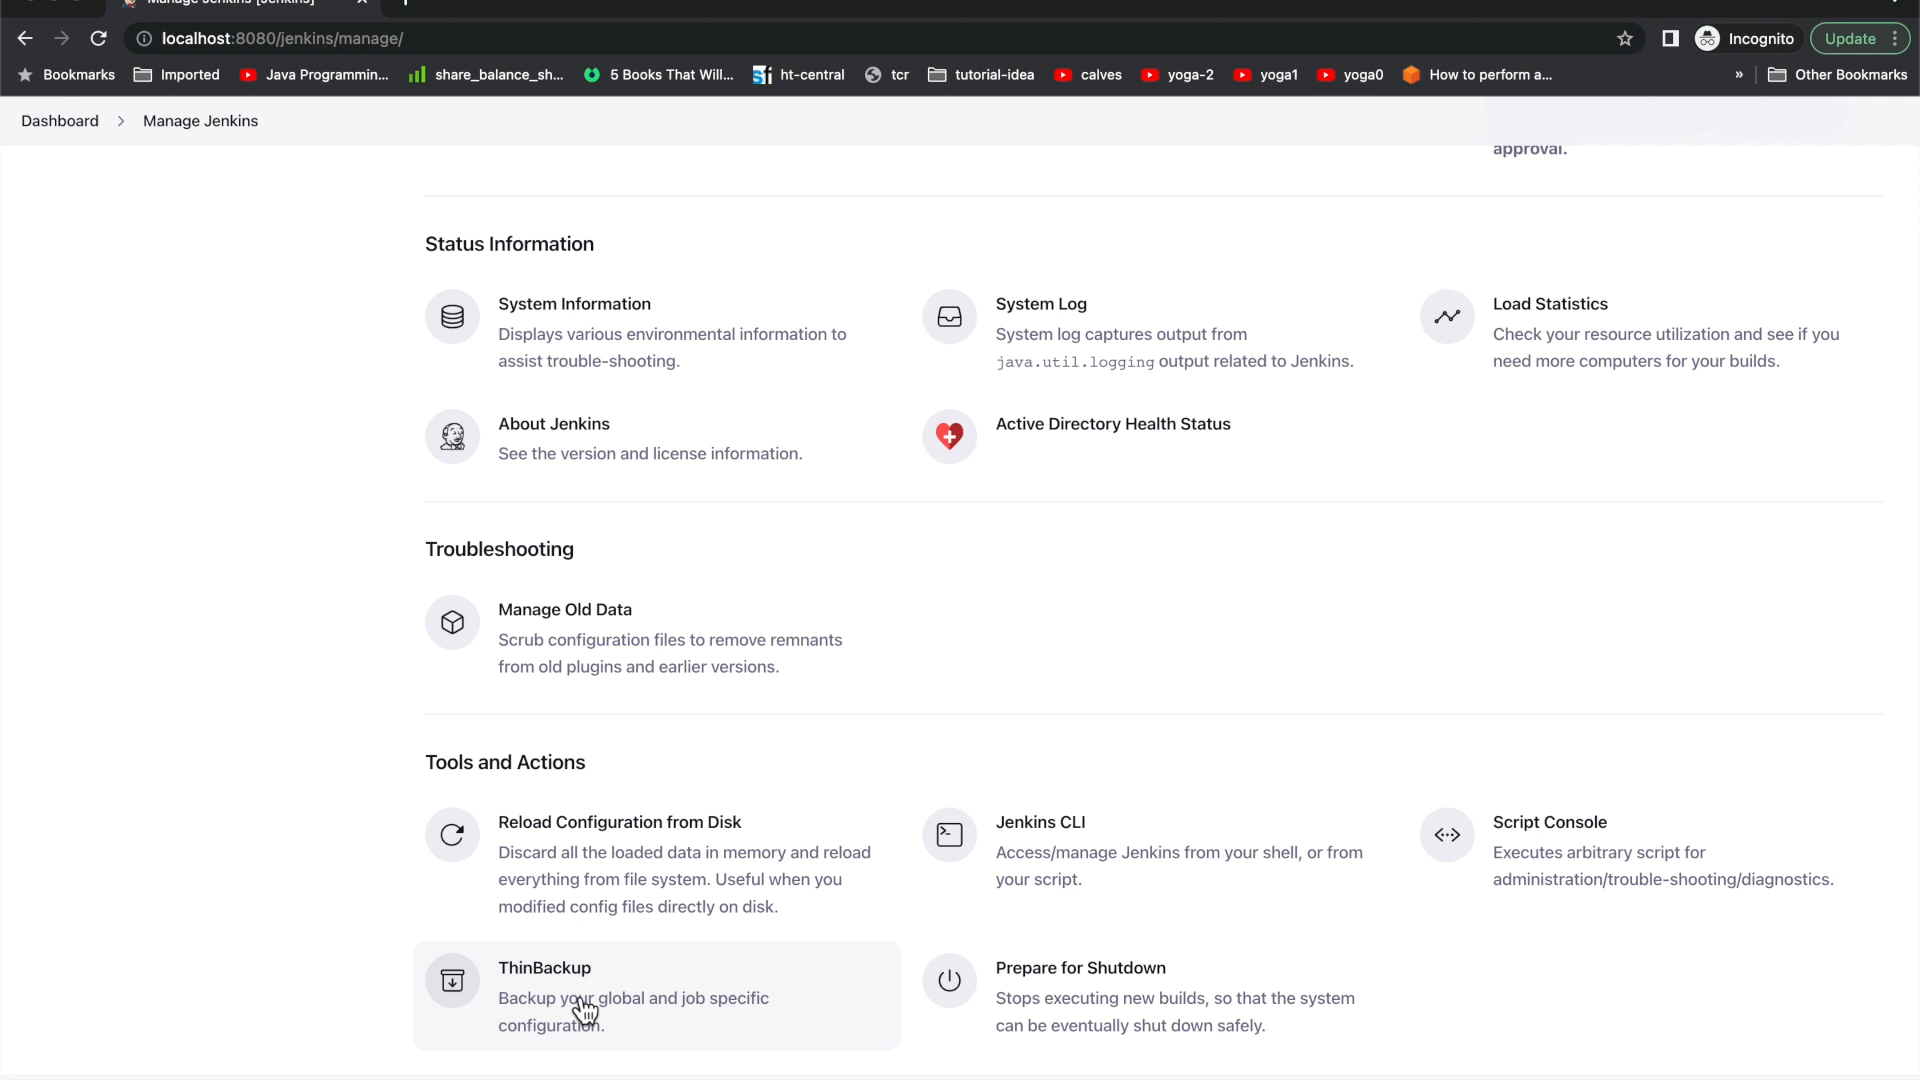 Manage Jenkins [Jenkins]
localhost:8080/jenkins/manage/
Incognito
Update
Bookmarks
Imported
Java Programmin...
share_balance_sh...
5 Books That Will...
ht-central
tcr
tutorial-idea
calves
yoga-2
yoga1
yoga0
How to perform a...
»
Other Bookmarks
Dashboard > Manage Jenkins
approval.
Status Information
System Information
Displays various environmental information to
assist trouble-shooting.
System Log
System log captures output from
java.util.logging output related to Jenkins.
Load Statistics
Check your resource utilization and see if you
need more computers for your builds.
About Jenkins
See the version and license information.
Active Directory Health Status
Troubleshooting
Manage Old Data
Scrub configuration files to remove remnants
from old plugins and earlier versions.
Tools and Actions
Reload Configuration from Disk
Discard all the loaded data in memory and reload
everything from file system. Useful when you
modified config files directly on disk.
Jenkins CLI
Access/manage Jenkins from your shell, or from
your script.
Script Console
Executes arbitrary script for
administration/trouble-shooting/diagnostics.
ThinBackup
Backup your global and job specific
configuration.
Prepare for Shutdown
Stops executing new builds, so that the system
can be eventually shut down safely.